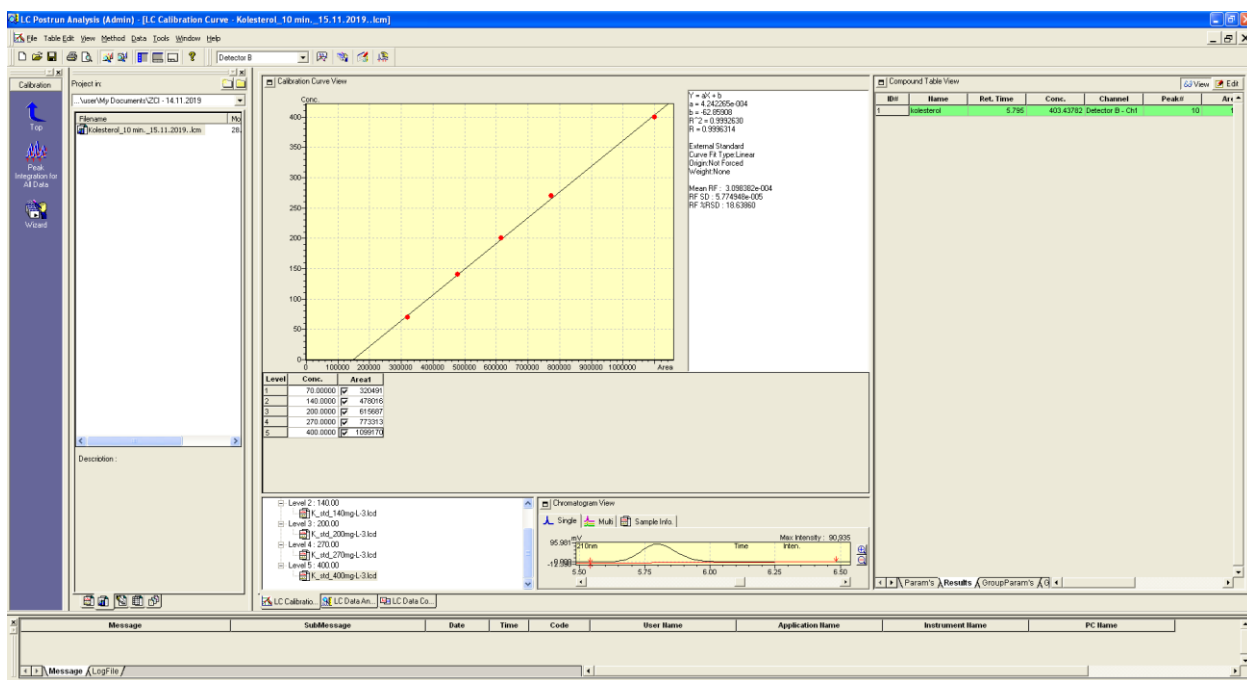 LC Postrun Analysis (Admin) - [LC Calibration Curve - Kolesterol_10 min._15.11.2019..lcm]
File Table Edit View Method Data Tools Window Help
Detector B
Calibration
Top
Peak
Integration for
All Data
Wizard
Project in:
...\user\My Documents\ZCI - 14.11.2019
Filename Mo
Kolesterol_10 min._15.11.2019..lcm 28.
Description :
Calibration Curve View
Conc.
400
350
300
250
200
150
100
50
0
0 100000 200000 300000 400000 500000 600000 700000 800000 900000 1000000 Area
Y = aX + b
a = 4.242265e-004
b = -62.85908
R^2 = 0.9992630
R = 0.9996314
External Standard
Curve Fit Type:Linear
Origin:Not Forced
Weight:None
Mean RF : 3.098382e-004
RF SD : 5.774948e-005
RF %RSD : 18.63860
Level Conc. Area1
1 70.00000 320491
2 140.0000 478016
3 200.0000 615687
4 270.0000 773313
5 400.0000 1099170
Level 2 : 140.00
K_std_140mg-L-3.lcd
Level 3 : 200.00
K_std_200mg-L-3.lcd
Level 4 : 270.00
K_std_270mg-L-3.lcd
Level 5 : 400.00
K_std_400mg-L-3.lcd
Chromatogram View
Single Multi Sample Info.
mV Max Intensity : 90,935
95.981 210nm Time Inten.
5.50 5.75 6.00 6.25 6.50
LC Calibratio... LC Data An... LC Data Co...
Compound Table View
View Edit
ID# Name Ret. Time Conc. Channel Peak# Are
1 kolesterol 5.795 403.43782 Detector B - Ch1 10 1
Param's Results GroupParam's G
Message SubMessage Date Time Code User Name Application Name Instrument Name PC Name
Message LogFile